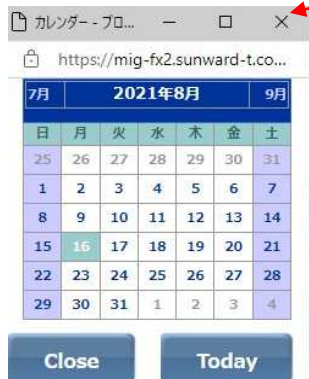 カレンダー - プロ...
https://mig-fx2.sunward-t.co...
7月 2021年8月 9月
日 月 火 水 木 金 土
25 26 27 28 29 30 31
1 2 3 4 5 6 7
8 9 10 11 12 13 14
15 16 17 18 19 20 21
22 23 24 25 26 27 28
29 30 31 1 2 3 4
Close Today